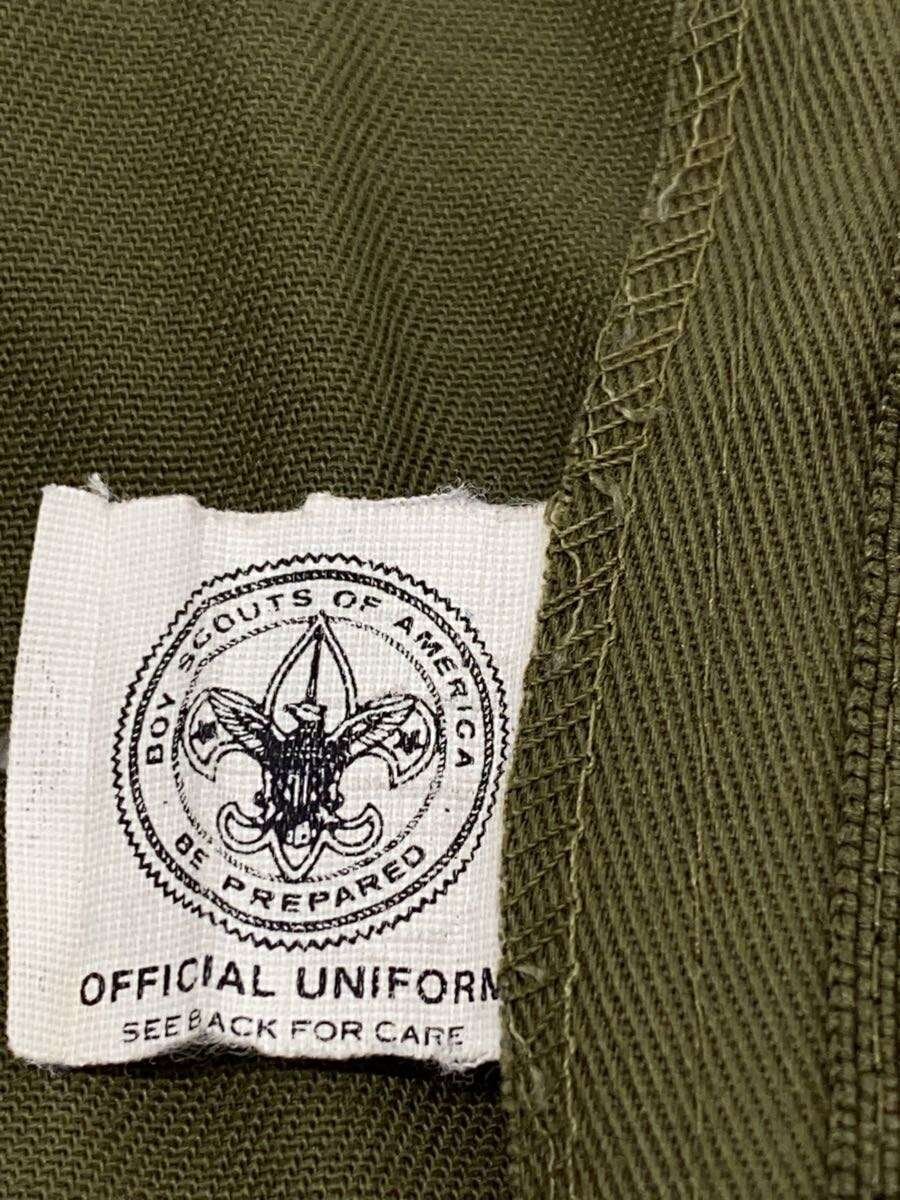 BOY SCOUTS OF AMERICA
BE PREPARED
OFFICIAL UNIFORM
SEE BACK FOR CARE